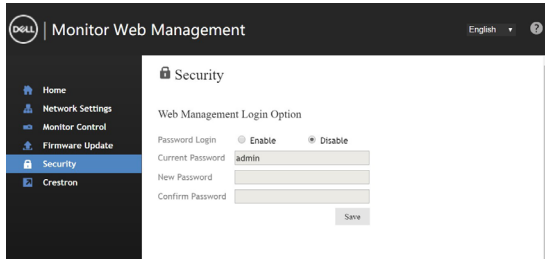 DELL | Monitor Web Management
English
?
Home
Network Settings
Monitor Control
Firmware Update
Security
Crestron
Security
Web Management Login Option
Password Login Enable Disable
Current Password admin
New Password
Confirm Password
Save